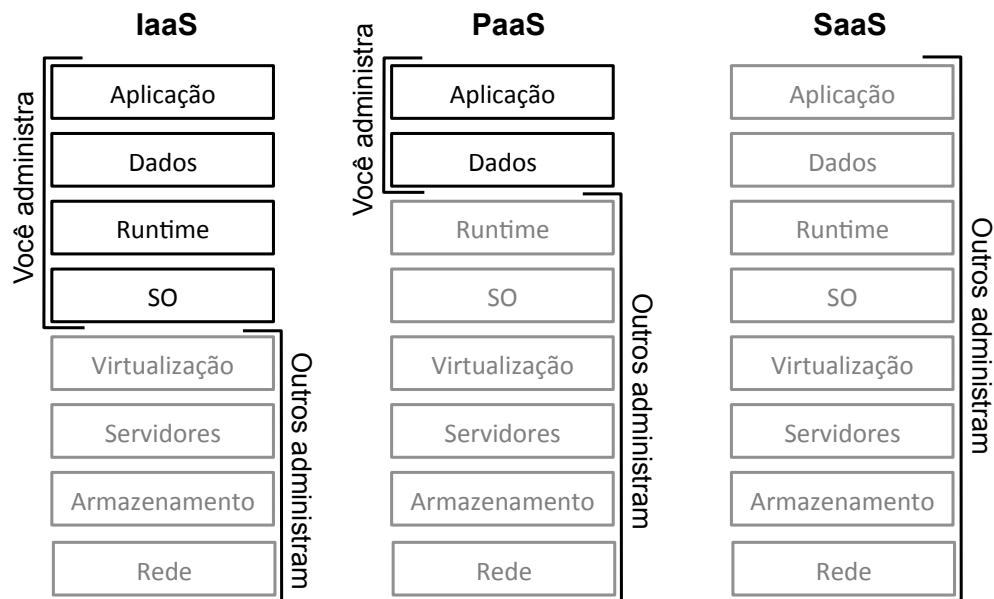 IaaS
Você administra
Aplicação
Dados
Runtime
SO
Virtualização
Servidores
Armazenamento
Rede
Outros administram
PaaS
Você administra
Aplicação
Dados
Runtime
SO
Virtualização
Servidores
Armazenamento
Rede
Outros administram
SaaS
Aplicação
Dados
Runtime
SO
Virtualização
Servidores
Armazenamento
Rede
Outros administram